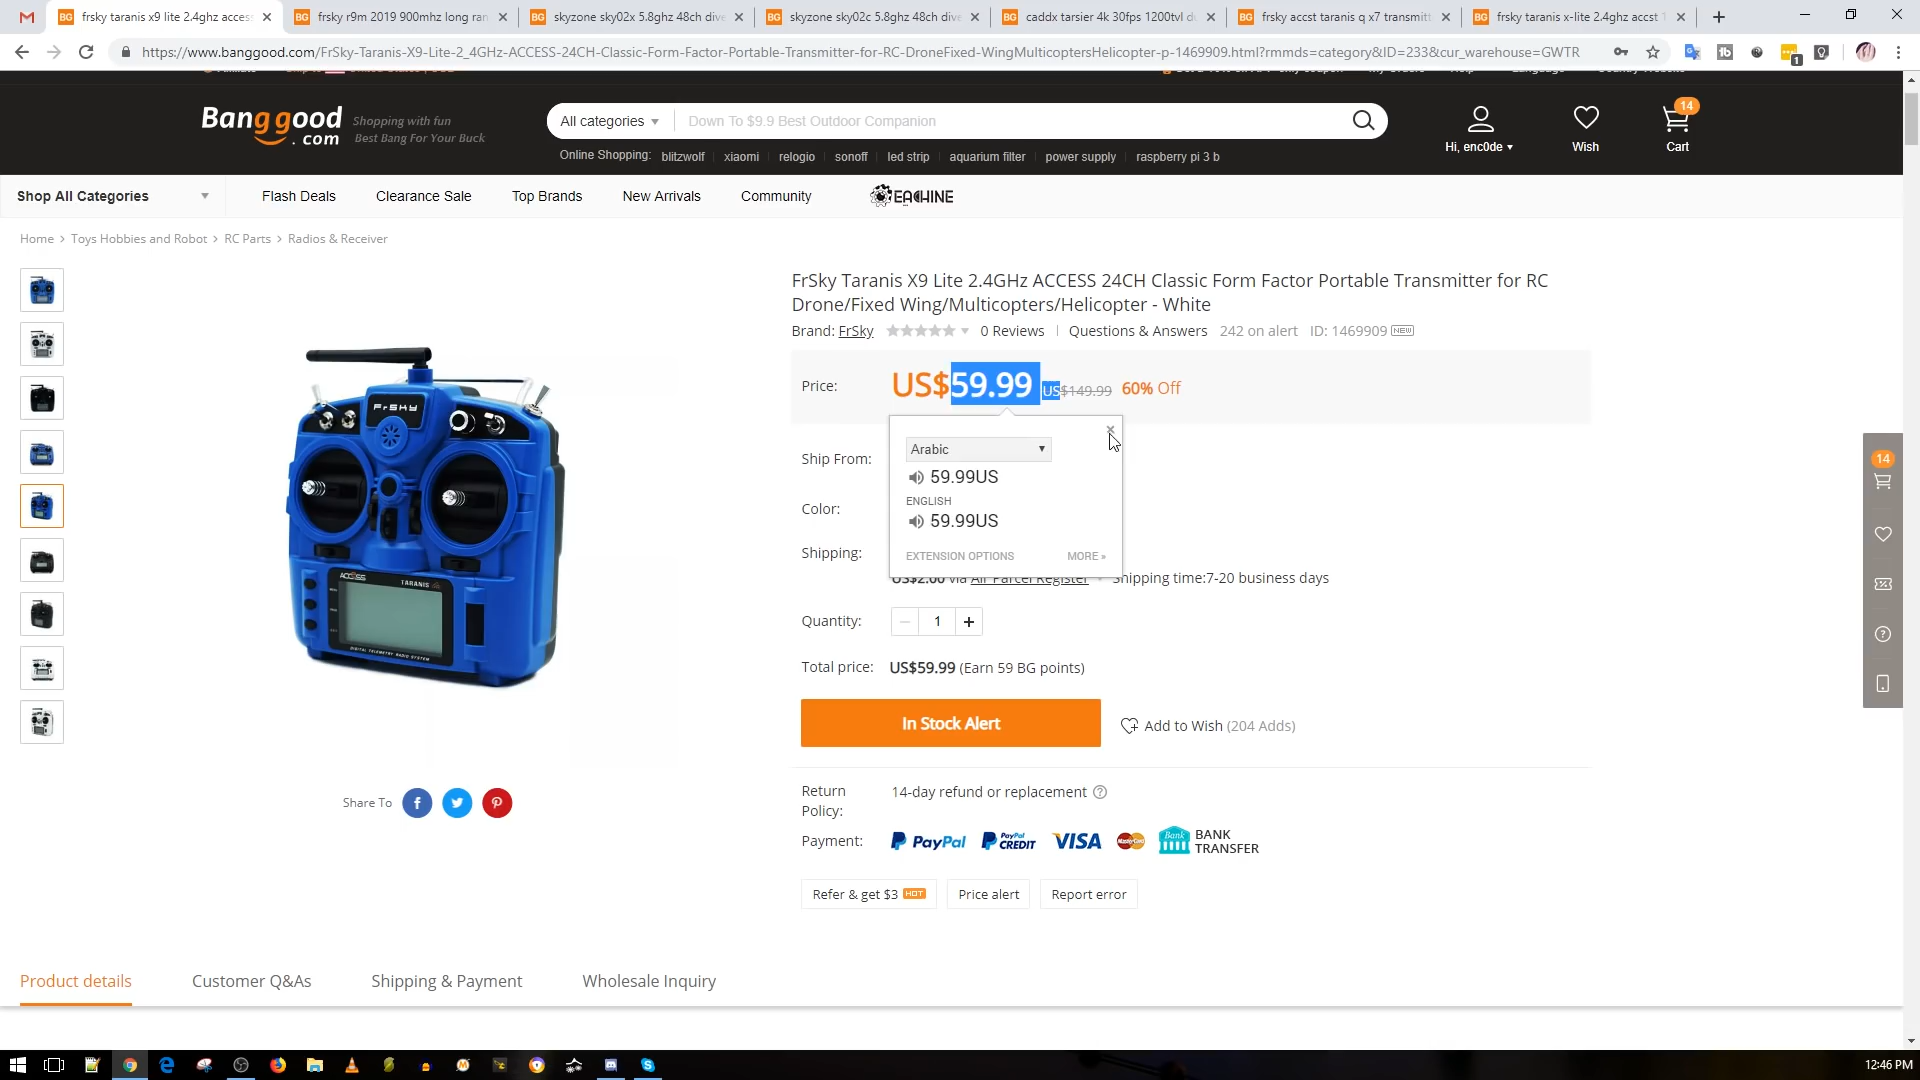 frsky taranis x9 lite 2.4ghz acces
frsky r9m 2019 900mhz long ran
skyzone sky02x 5.8ghz 48ch dive
skyzone sky02c 5.8ghz 48ch dive
caddx tarsier 4k 30fps 1200tvl du
frsky accst taranis q x7 transmitt
frsky taranis x-lite 2.4ghz accst 1
https://www.banggood.com/FrSky-Taranis-X9-Lite-2_4GHz-ACCESS-24CH-Classic-Form-Factor-Portable-Transmitter-for-RC-DroneFixed-WingMulticoptersHelicopter-p-1469909.html?rmmds=category&ID=233&cur_warehouse=GWTR
1
Banggood
.com
Shopping with fun
Best Bang For Your Buck
All categories
Down To $9.9 Best Outdoor Companion
Online Shopping: blitzwolf xiaomi relogio sonoff led strip aquarium filter power supply raspberry pi 3 b
Hi, enc0de
Wish
14
Cart
Shop All Categories
Flash Deals
Clearance Sale
Top Brands
New Arrivals
Community
EACHINE
Home > Toys Hobbies and Robot > RC Parts > Radios & Receiver
FrSky Taranis X9 Lite 2.4GHz ACCESS 24CH Classic Form Factor Portable Transmitter for RC
Drone/Fixed Wing/Multicopters/Helicopter - White
Brand: FrSky 0 Reviews | Questions & Answers 242 on alert ID: 1469909 NEW
Price: US$59.99 US$149.99 60% Off
Arabic
59.99US
ENGLISH
59.99US
EXTENSION OPTIONS MORE »
Ship From:
Color:
Shipping:
US$2.00 via Air Parcel Register Shipping time:7-20 business days
Quantity: 1 +
Total price: US$59.99 (Earn 59 BG points)
In Stock Alert
Add to Wish (204 Adds)
Return
Policy:
14-day refund or replacement
Payment:
PayPal
PayPal
CREDIT
VISA
MasterCard
Bank
BANK
TRANSFER
Refer & get $3 HOT
Price alert
Report error
FrSKY
ACCESS
TARANIS
DIGITAL TELEMETRY RADIO SYSTEM
Share To
14
Product details
Customer Q&As
Shipping & Payment
Wholesale Inquiry
12:46 PM